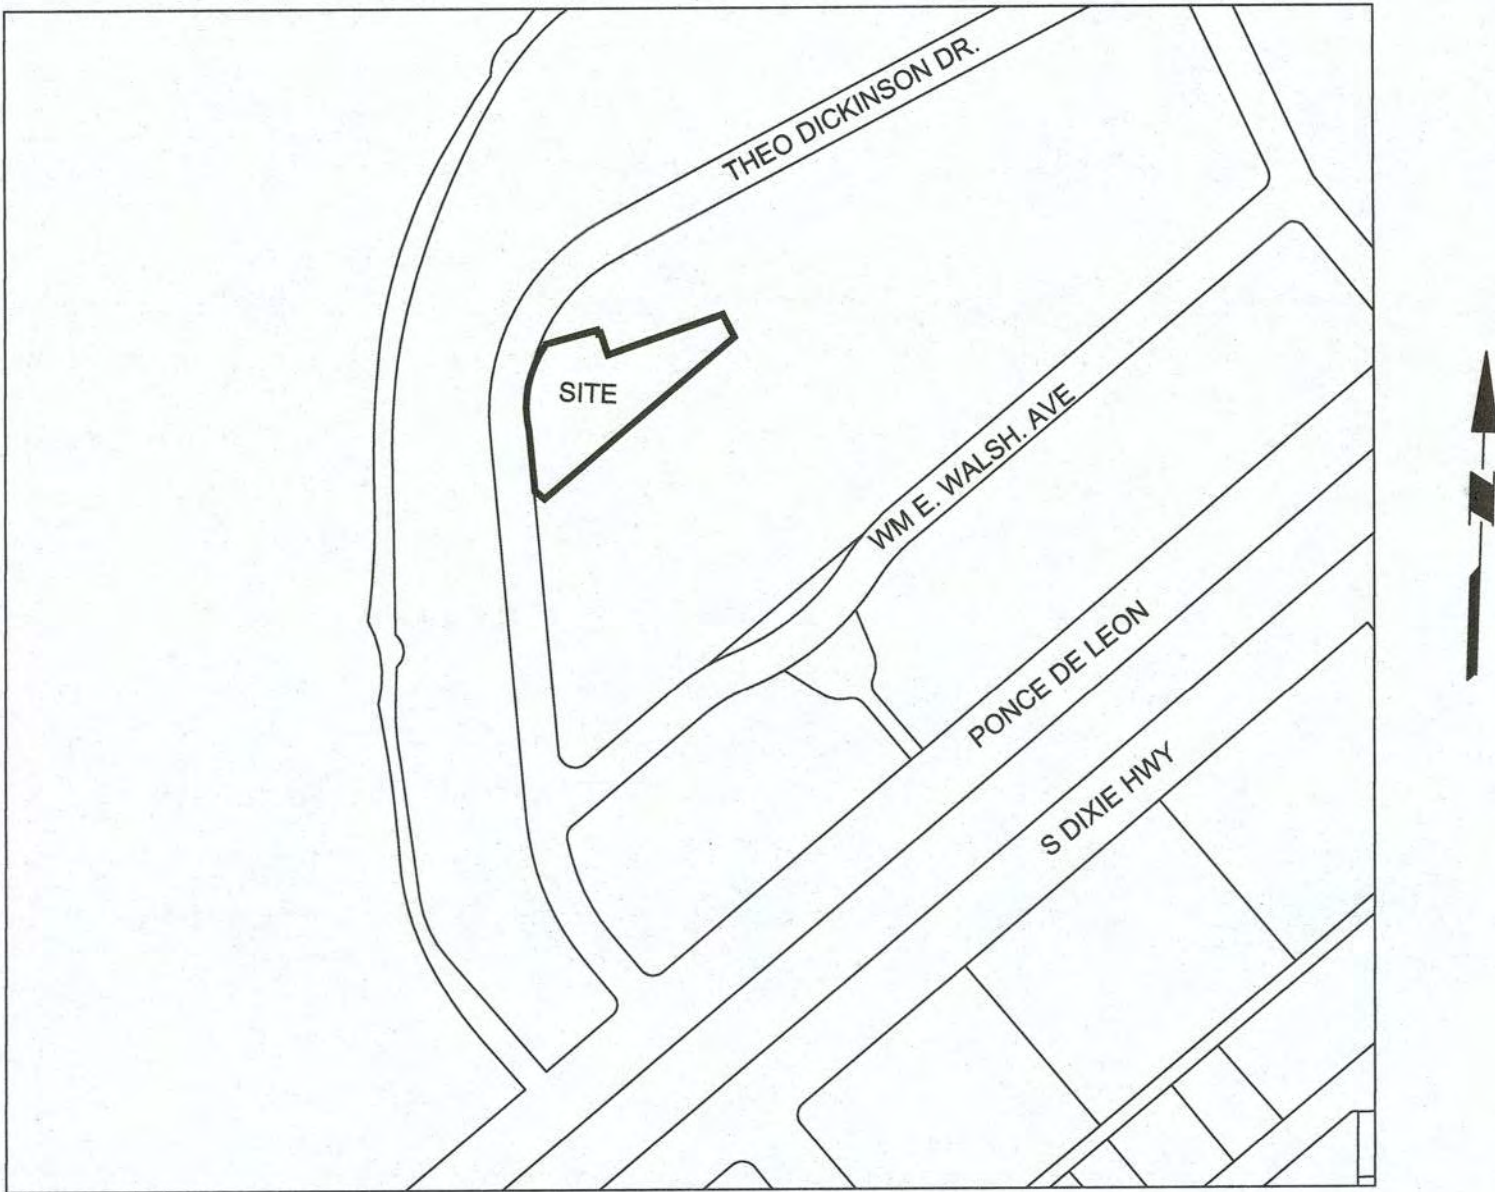 THEO DICKINSON DR.
SITE
WM E. WALSH. AVE
N
PONCE DE LEON
S DIXIE HWY